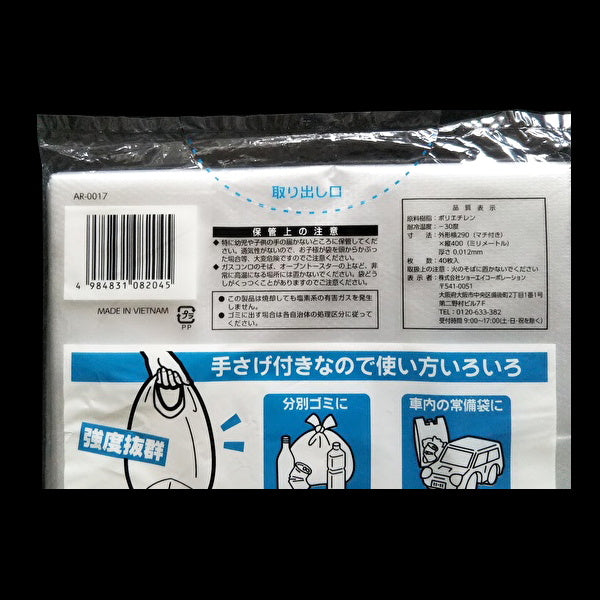 取り出し口
AR-0017
4 984831 082045
MADE IN VIETNAM
プラ
PP
保管上の注意
● 特に幼児や子供の手の届かないところに保管してくだ
さい。通気性がないので、お子様が袋を頭からかぶっ
た場合等、大変危険ですのでご注意ください。
● ガスコンロのそば、オーブントースターの上など、非
常に高温になる場所には置かないでください。袋どう
しがくっつくことがありますのでご注意ください。
● この製品は焼却しても塩素系の有害ガスを発生
しません。
● ゴミに出す場合は各自治体の処理区分に従って
ください。
品質表示
原料樹脂：ポリエチレン
耐冷温度：−30度
寸法：外形横290（マチ付き）
×縦400（ミリメートル）
厚さ 0.012mm
枚数：40枚入
取扱い上の注意：火のそばに置かないでください
表示者：株式会社ショーエイコーポレーション
〒541-0051
大阪府大阪市中央区備後町2丁目1番1号
第二野村ビル7F
TEL：0120-633-382
受付時間 9:00〜17:00(土･日･祝を除く)
手さげ付きなので使い方いろいろ
強度抜群
分別ゴミに
車内の常備袋に